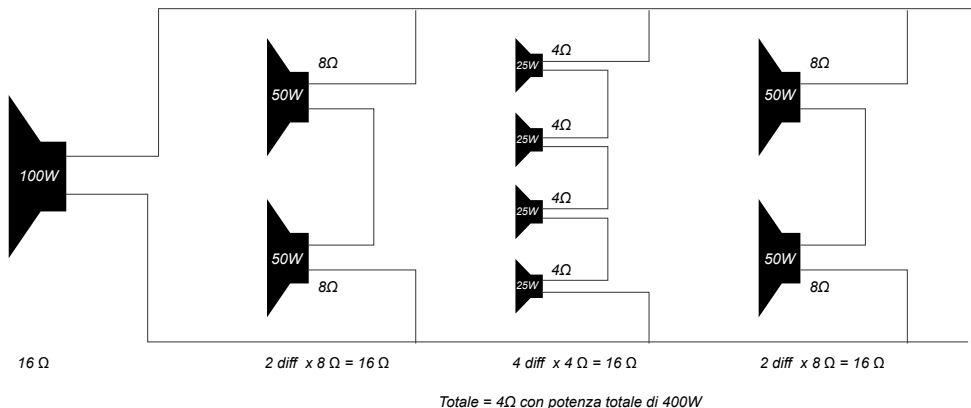 8Ω
4Ω
8Ω
50W
25W
50W
4Ω
25W
100W
4Ω
25W
50W
4Ω
50W
8Ω
25W
8Ω
16 Ω
2 diff x 8 Ω = 16 Ω
4 diff x 4 Ω = 16 Ω
2 diff x 8 Ω = 16 Ω
Totale = 4Ω con potenza totale di 400W